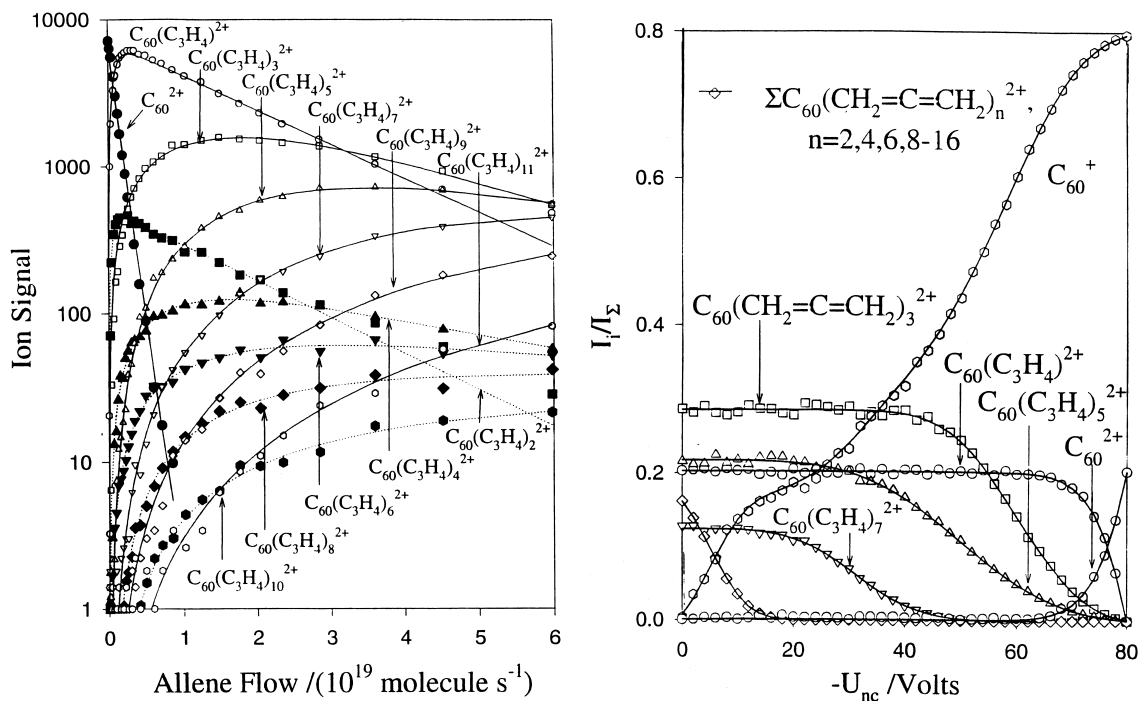 10000
1000
100
10
1
Ion Signal
C₆₀(C₃H₄)²⁺
C₆₀(C₃H₄)₃²⁺
C₆₀(C₃H₄)₅²⁺
C₆₀²⁺
C₆₀(C₃H₄)₇²⁺
C₆₀(C₃H₄)₉²⁺
C₆₀(C₃H₄)₁₁²⁺
C₆₀(C₃H₄)₂²⁺
C₆₀(C₃H₄)₄²⁺
C₆₀(C₃H₄)₆²⁺
C₆₀(C₃H₄)₈²⁺
C₆₀(C₃H₄)₁₀²⁺
0 1 2 3 4 5 6
Allene Flow /(10¹⁹ molecule s⁻¹)
0.8
0.6
0.4
0.2
0.0
Iᵢ/I_Σ
ΣC₆₀(CH₂=C=CH₂)ₙ²⁺,
n=2,4,6,8-16
C₆₀⁺
C₆₀(CH₂=C=CH₂)₃²⁺
C₆₀(C₃H₄)²⁺
C₆₀(C₃H₄)₅²⁺
C₆₀²⁺
C₆₀(C₃H₄)₇²⁺
0 20 40 60 80
-U_nc /Volts